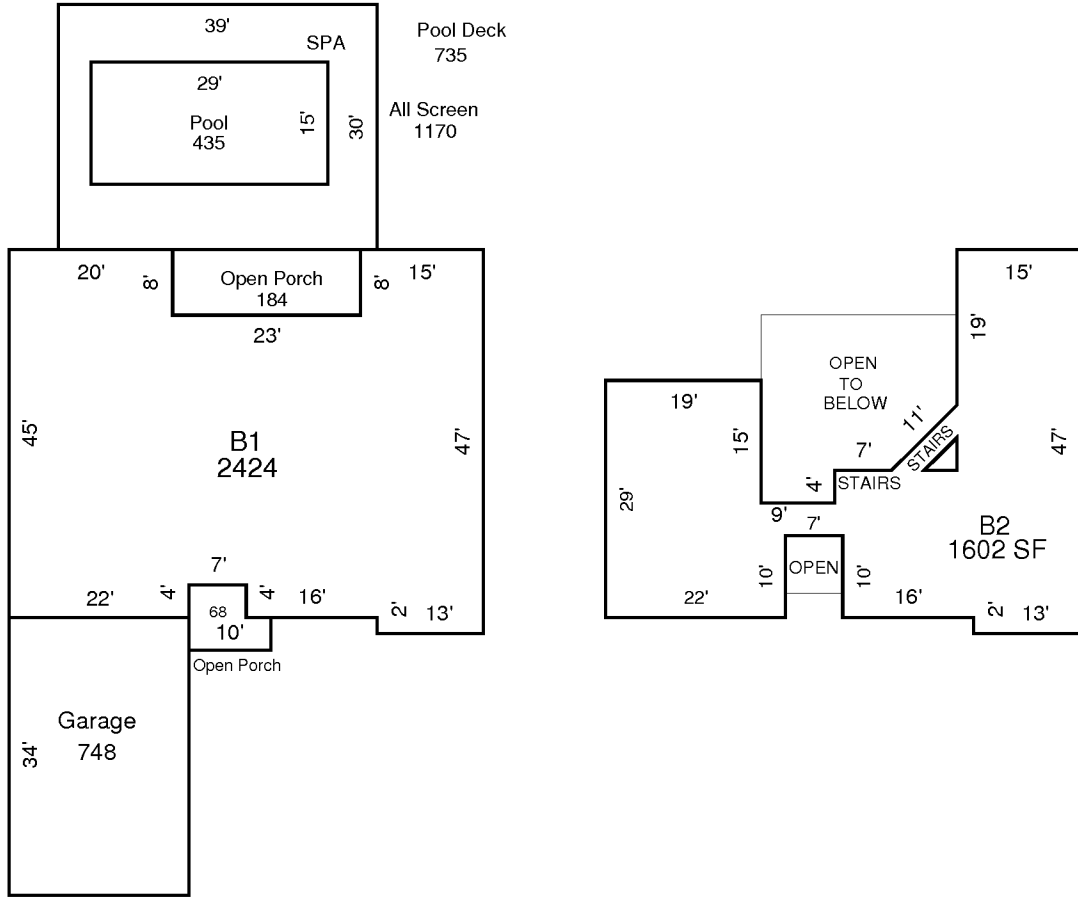 39'
SPA
Pool Deck
735
29'
Pool
435
15'
30'
All Screen
1170
20'
8'
Open Porch
184
8'
15'
23'
45'
B1
2424
47'
7'
4'
4'
22'
16'
2'
13'
68
10'
Open Porch
Garage
748
34'
15'
19'
OPEN
TO
BELOW
19'
15'
11'
STAIRS
7'
4'
STAIRS
47'
29'
9'
7'
B2
1602 SF
10'
OPEN
10'
22'
16'
2'
13'